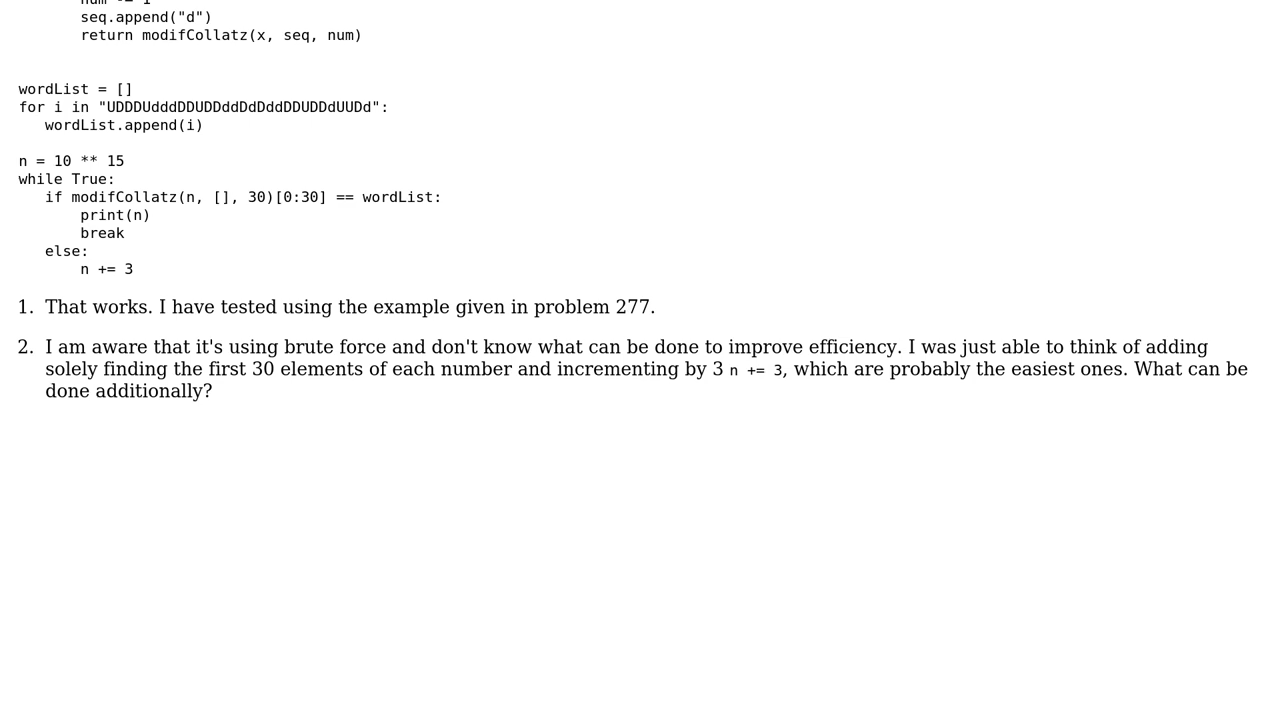 seq.append("d")
return modifCollatz(x, seq, num)
wordList = []
for i in "UDDDUdddDDUDDddDdDddDDUDDdUUDd":
wordList.append(i)
n = 10 ** 15
while True:
if modifCollatz(n, [], 30)[0:30] == wordList:
print(n)
break
else:
n += 3
1. That works. I have tested using the example given in problem 277.
2. I am aware that it's using brute force and don't know what can be done to improve efficiency. I was just able to think of adding
solely finding the first 30 elements of each number and incrementing by 3 n += 3, which are probably the easiest ones. What can be
done additionally?